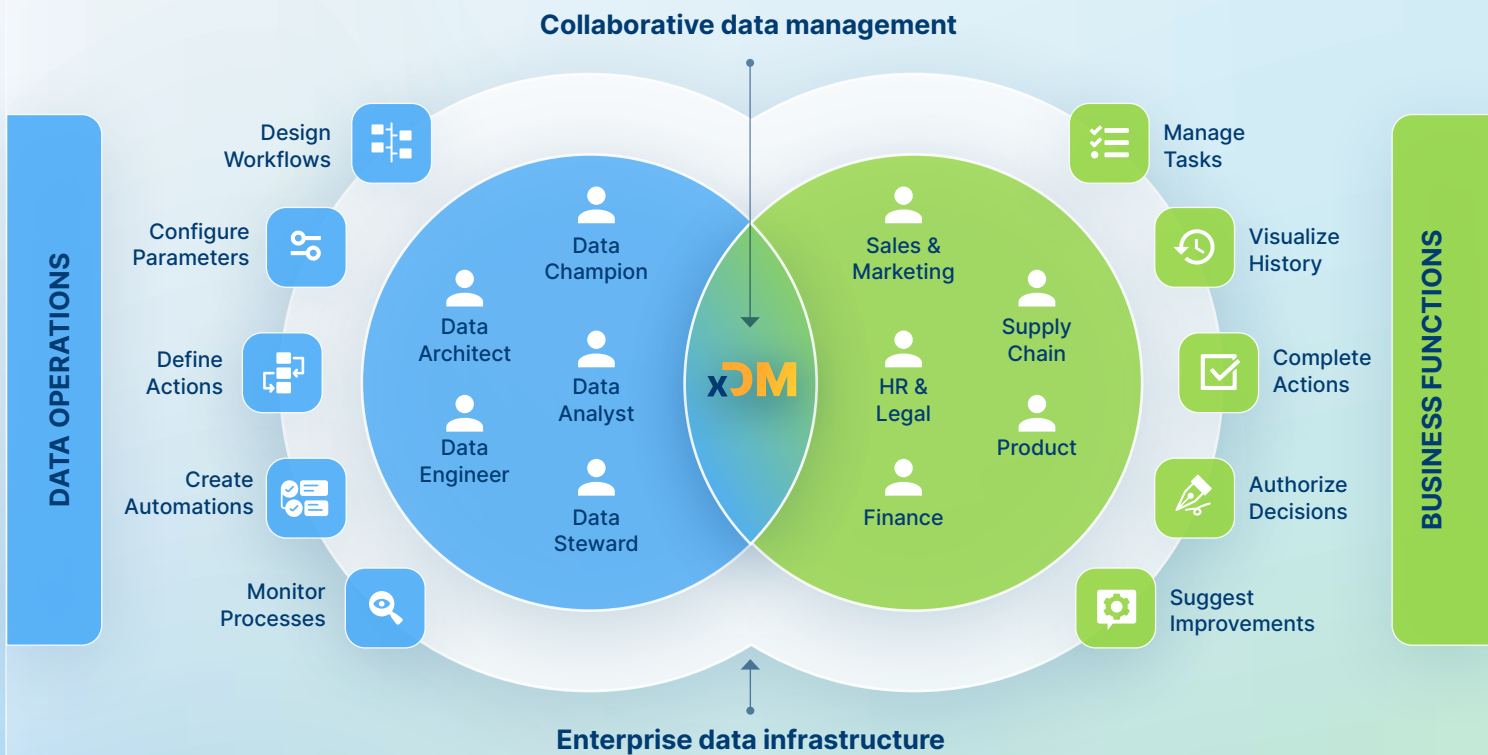 Collaborative data management
DATA OPERATIONS
Design
Workflows
Configure
Parameters
Define
Actions
Create
Automations
Monitor
Processes
Data
Champion
Data
Architect
Data
Analyst
Data
Engineer
Data
Steward
xDM
Sales &
Marketing
Supply
Chain
HR &
Legal
Product
Finance
Manage
Tasks
Visualize
History
Complete
Actions
Authorize
Decisions
Suggest
Improvements
BUSINESS FUNCTIONS
Enterprise data infrastructure